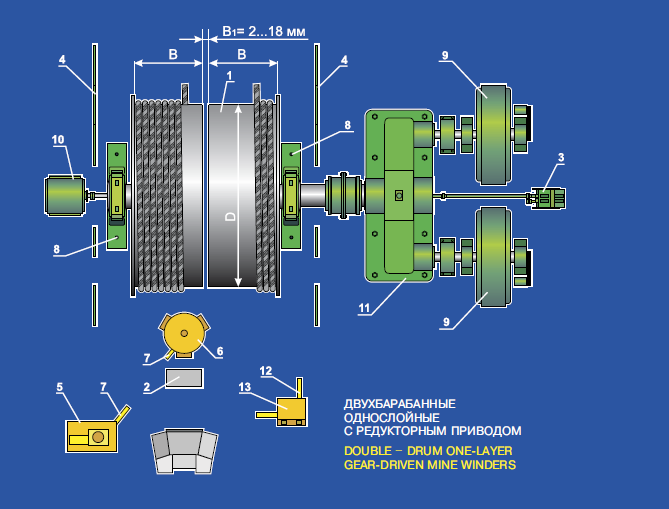 B₁= 2...18 мм
B
B
4
1
4
9
10
8
3
D
8
11
9
7
6
2
12
5
7
13
ДВУХБАРАБАННЫЕ
ОДНОСЛОЙНЫЕ
С РЕДУКТОРНЫМ ПРИВОДОМ
DOUBLE – DRUM ONE-LAYER
GEAR-DRIVEN MINE WINDERS